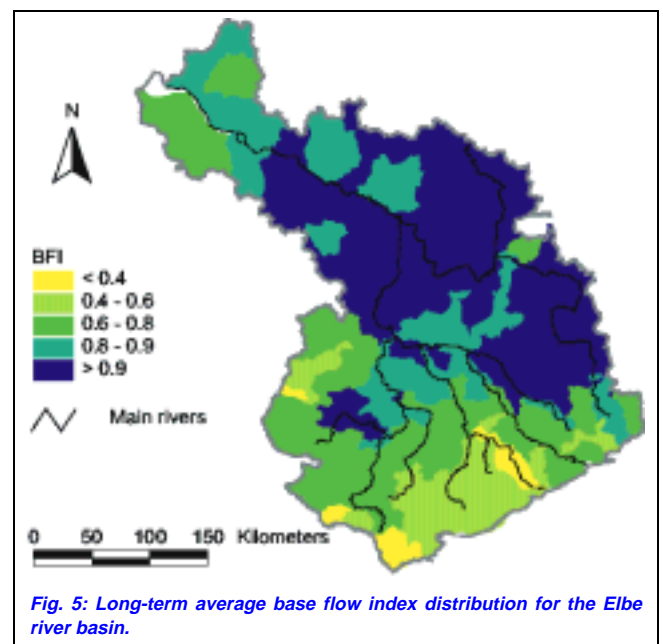 N
BFI
< 0.4
0.4 - 0.6
0.6 - 0.8
0.8 - 0.9
> 0.9
Main rivers
0 50 100 150 Kilometers
Fig. 5: Long-term average base flow index distribution for the Elbe
river basin.